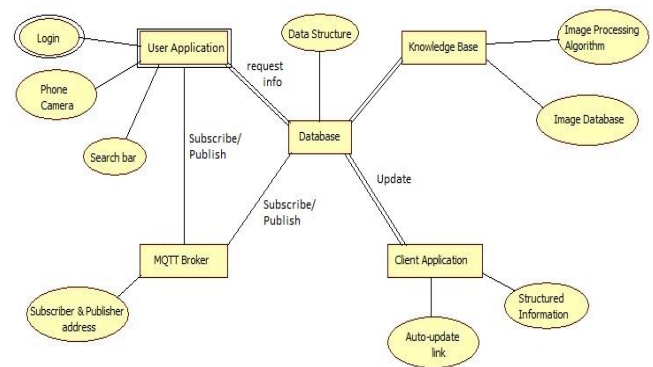 Login
User Application
Data Structure
Knowledge Base
Image Processing
Algorithm
request
info
Phone
Camera
Image Database
Database
Subscribe/
Publish
Search bar
Update
Subscribe/
Publish
MQTT Broker
Client Application
Subscriber & Publisher
address
Structured
Information
Auto-update
link